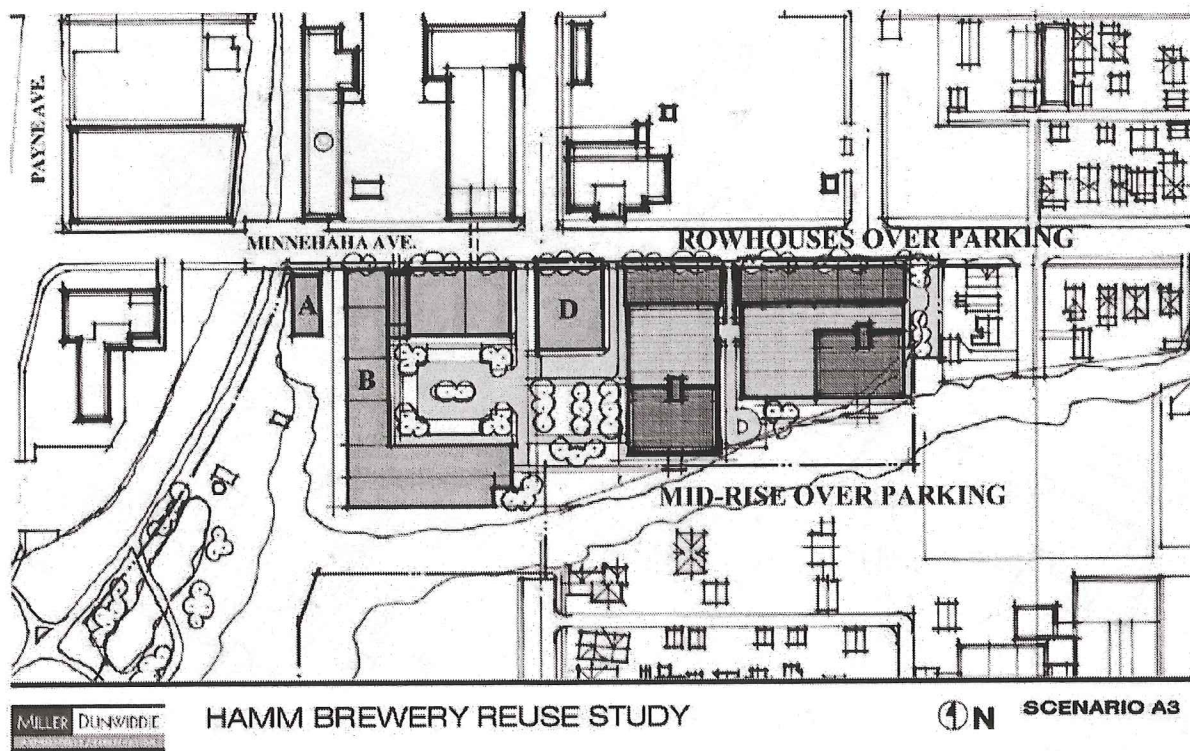 PAYNE AVE.
MINNEHAHA AVE.
ROWHOUSES OVER PARKING
A
D
B
MID-RISE OVER PARKING
MILLER DUNWIDDIE
HAMM BREWERY REUSE STUDY
N
SCENARIO A3